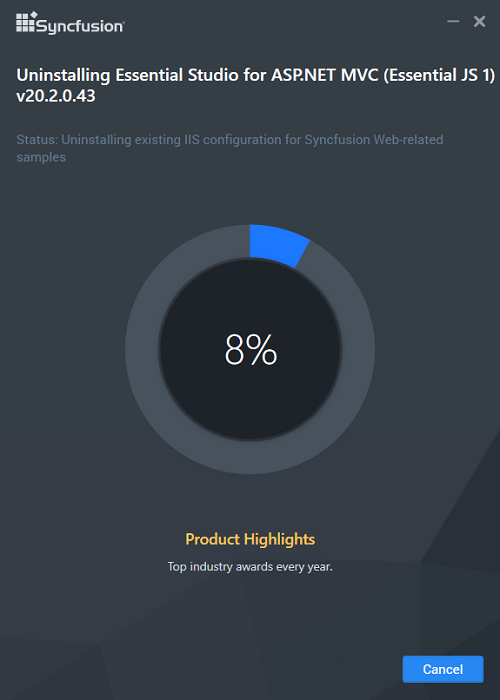 Syncfusion
Uninstalling Essential Studio for ASP.NET MVC (Essential JS 1)
v20.2.0.43
Status: Uninstalling existing IIS configuration for Syncfusion Web-related
samples
8%
Product Highlights
Top industry awards every year.
Cancel